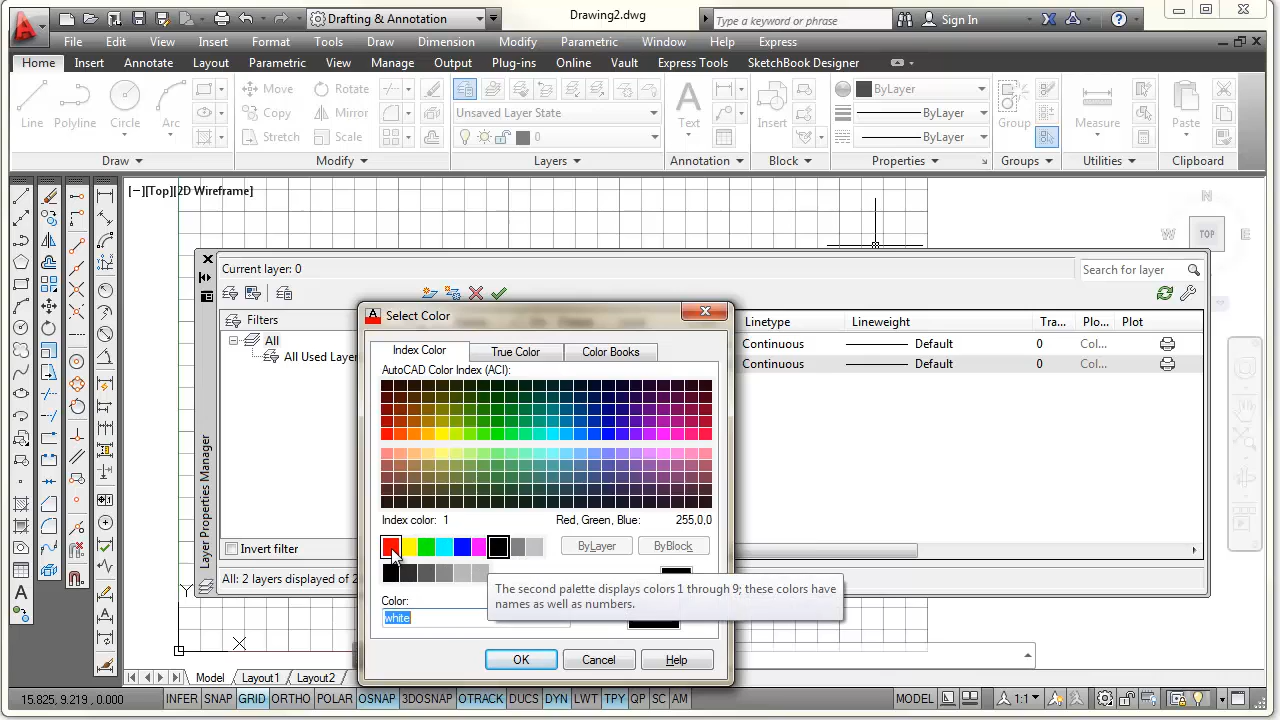 Drafting & Annotation
Drawing2.dwg
Type a keyword or phrase
Sign In
File Edit View Insert Format Tools Draw Dimension Modify Parametric Window Help Express
Home Insert Annotate Layout Parametric View Manage Output Plug-ins Online Vault Express Tools SketchBook Designer
Line Polyline Circle Arc
Move Rotate
Copy Mirror
Stretch Scale
Unsaved Layer State
0
Text
Insert
ByLayer
ByLayer
ByLayer
Group
Measure
Paste
Draw Modify Layers Annotation Block Properties Groups Utilities Clipboard
[−][Top][2D Wireframe]
N
W TOP E
Current layer: 0
Search for layer
Filters
All
All Used Layer
Linetype Lineweight Tra... Plo... Plot
Continuous Default 0 Col...
Continuous Default 0 Col...
Invert filter
All: 2 layers displayed of 2
Layer Properties Manager
Select Color
Index Color True Color Color Books
AutoCAD Color Index (ACI):
Index color: 1 Red, Green, Blue: 255,0,0
ByLayer ByBlock
The second palette displays colors 1 through 9; these colors have
names as well as numbers.
Color:
white
OK Cancel Help
Y
X
Model Layout1 Layout2
15.825, 9.219 , 0.000 INFER SNAP GRID ORTHO POLAR OSNAP 3DOSNAP OTRACK DUCS DYN LWT TPY QP SC AM MODEL 1:1